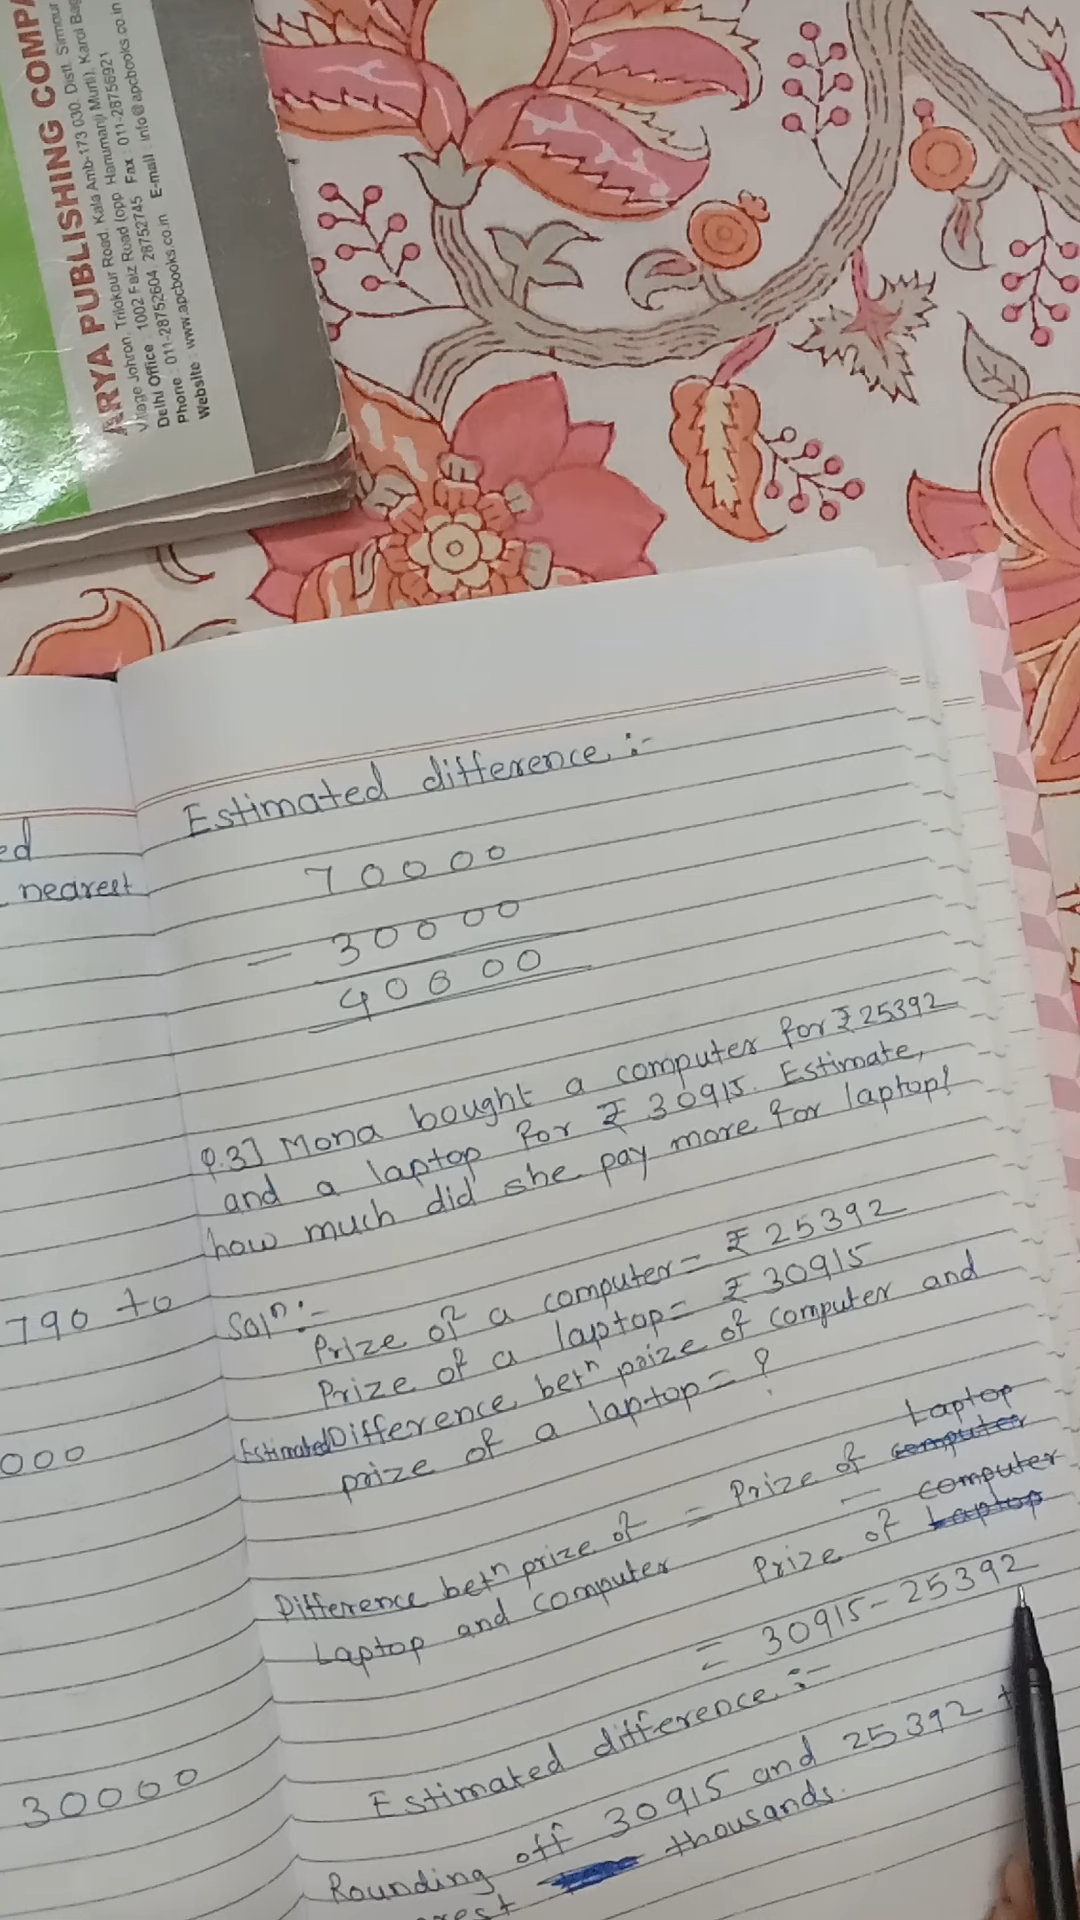 ARYA PUBLISHING COMPA
Village Johron, Trilokpur Road, Kala Amb-173 030, Distt. Sirmour
Delhi Office 1002 Faiz Road (opp. Hanumanji Murti), Karol Bag
Phone : 011-28752604, 28752745 Fax : 011-28756921
Website : www.apcbooks.co.in E-mail : info@apcbooks.co.in
ed
nearest
790 to
000
30000
Estimated difference :-
70000
- 30000
40000
Q.3] Mona bought a computer for ₹ 25392
and a laptop for ₹ 30915. Estimate,
how much did she pay more for laptop?
Solⁿ :-
Prize of a computer = ₹ 25392
Prize of a laptop = ₹ 30915
Estimated Difference betⁿ prize of computer and
prize of a laptop = ?
Difference betⁿ prize of = Prize of computer Laptop
Laptop and computer - Prize of Laptop computer
= 30915 - 25392
Estimated difference :-
Rounding off 30915 and 25392
thousands.